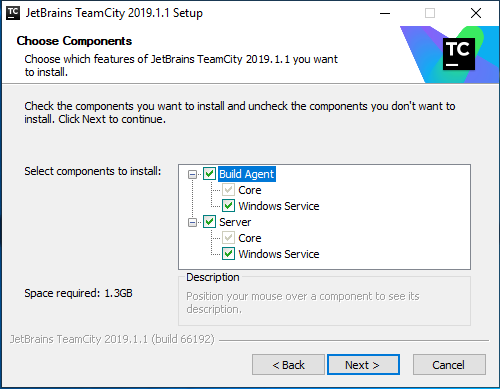 JetBrains TeamCity 2019.1.1 Setup
Choose Components
Choose which features of JetBrains TeamCity 2019.1.1 you want
to install.
TC
Check the components you want to install and uncheck the components you don't want to
install. Click Next to continue.
Select components to install:
Build Agent
Core
Windows Service
Server
Core
Windows Service
Space required: 1.3GB
Description
Position your mouse over a component to see its
description.
JetBrains TeamCity 2019.1.1 (build 66192)
< Back
Next >
Cancel